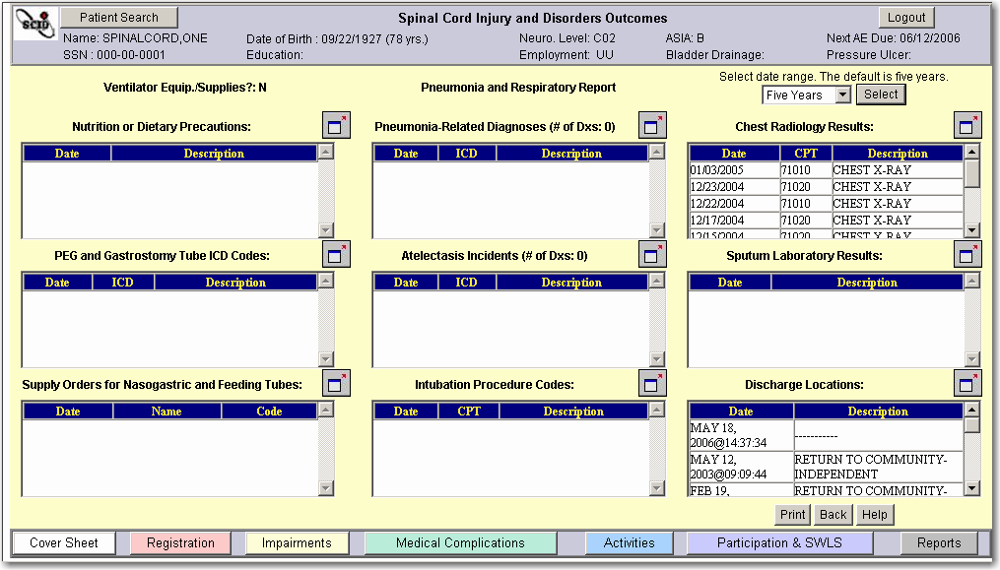 SCID
Patient Search
Spinal Cord Injury and Disorders Outcomes
Logout
Name: SPINALCORD,ONE
Date of Birth : 09/22/1927 (78 yrs.)
Neuro. Level: C02
ASIA: B
Next AE Due: 06/12/2006
SSN : 000-00-0001
Education:
Employment: UU
Bladder Drainage:
Pressure Ulcer:
Ventilator Equip./Supplies?: N
Pneumonia and Respiratory Report
Select date range. The default is five years.
Five Years
Select
Nutrition or Dietary Precautions:
Date Description
Pneumonia-Related Diagnoses (# of Dxs: 0)
Date ICD Description
Chest Radiology Results:
Date CPT Description
01/03/2005 71010 CHEST X-RAY
12/23/2004 71020 CHEST X-RAY
12/22/2004 71010 CHEST X-RAY
12/17/2004 71020 CHEST X-RAY
12/15/2004 71020 CHEST X-RAY
PEG and Gastrostomy Tube ICD Codes:
Date ICD Description
Atelectasis Incidents (# of Dxs: 0)
Date ICD Description
Sputum Laboratory Results:
Date Description
Supply Orders for Nasogastric and Feeding Tubes:
Date Name Code
Intubation Procedure Codes:
Date CPT Description
Discharge Locations:
Date Description
MAY 18,
2006@14:37:34 -----------
MAY 12, RETURN TO COMMUNITY-
2003@09:09:44 INDEPENDENT
FEB 19, RETURN TO COMMUNITY-
Print
Back
Help
Cover Sheet
Registration
Impairments
Medical Complications
Activities
Participation & SWLS
Reports